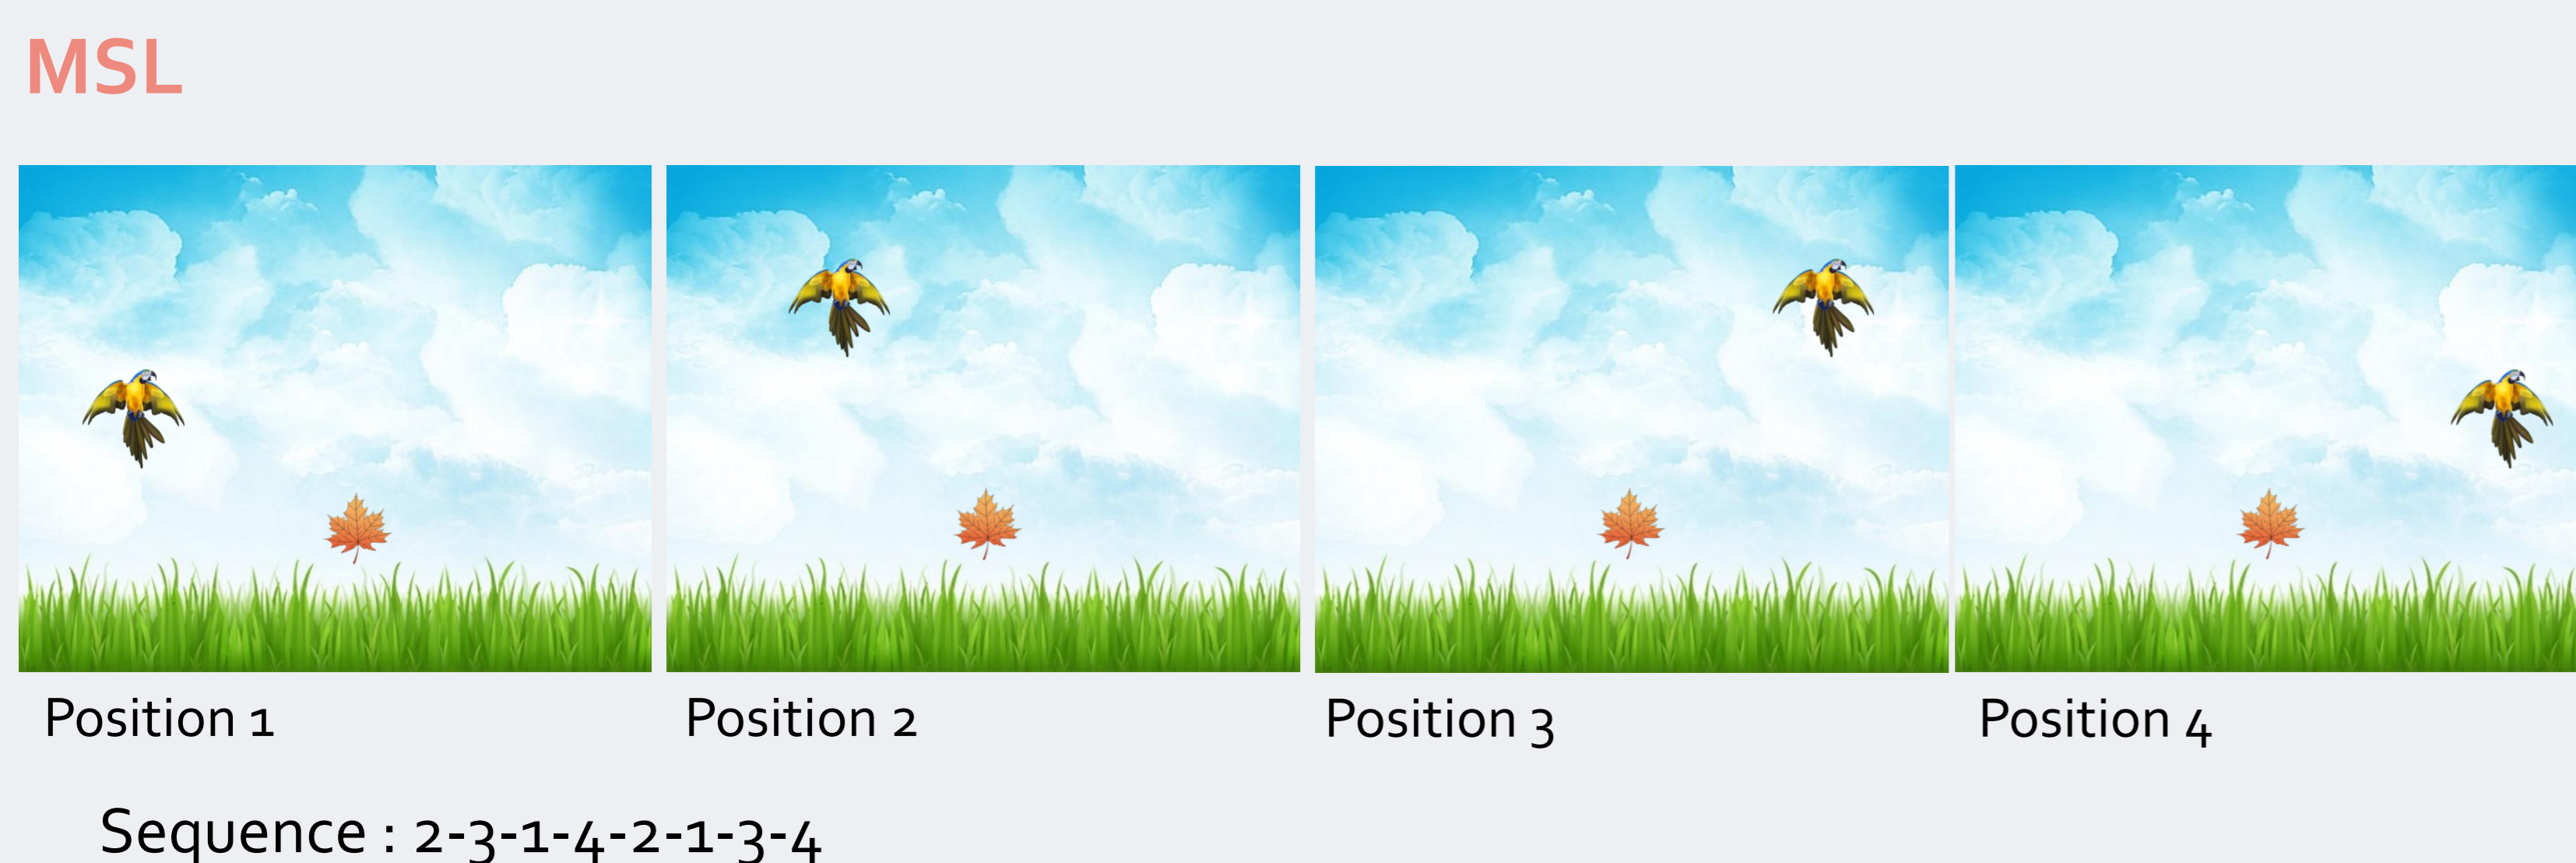 MSL
Position 1
Position 2
Position 3
Position 4
Sequence : 2-3-1-4-2-1-3-4